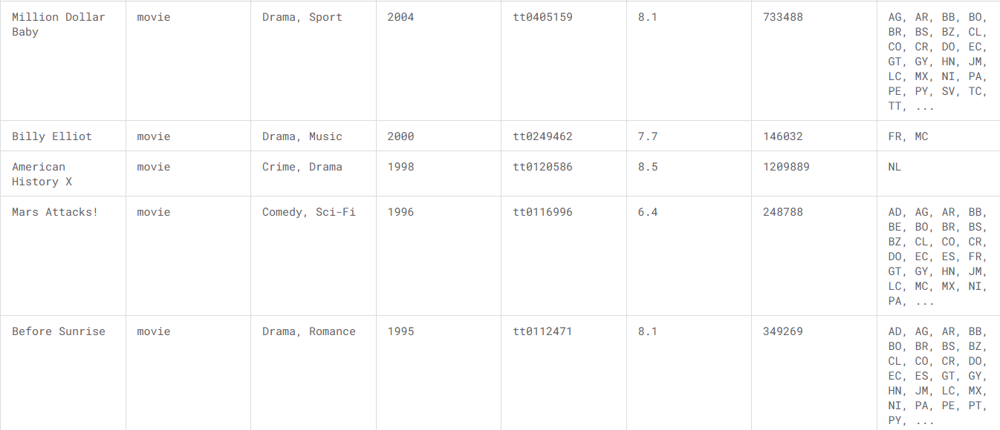 Million Dollar Baby movie Drama, Sport 2004 tt0405159 8.1 733488 AG, AR, BB, BO,
BR, BS, BZ, CL,
CO, CR, DO, EC,
GT, GY, HN, JM,
LC, MX, NI, PA,
PE, PY, SV, TC,
TT, ...
Billy Elliot movie Drama, Music 2000 tt0249462 7.7 146032 FR, MC
American History X movie Crime, Drama 1998 tt0120586 8.5 1209889 NL
Mars Attacks! movie Comedy, Sci-Fi 1996 tt0116996 6.4 248788 AD, AG, AR, BB,
BE, BO, BR, BS,
BZ, CL, CO, CR,
DO, EC, ES, FR,
GT, GY, HN, JM,
LC, MC, MX, NI,
PA, ...
Before Sunrise movie Drama, Romance 1995 tt0112471 8.1 349269 AD, AG, AR, BB,
BO, BR, BS, BZ,
CL, CO, CR, DO,
EC, ES, GT, GY,
HN, JM, LC, MX,
NI, PA, PE, PT,
PY, ...